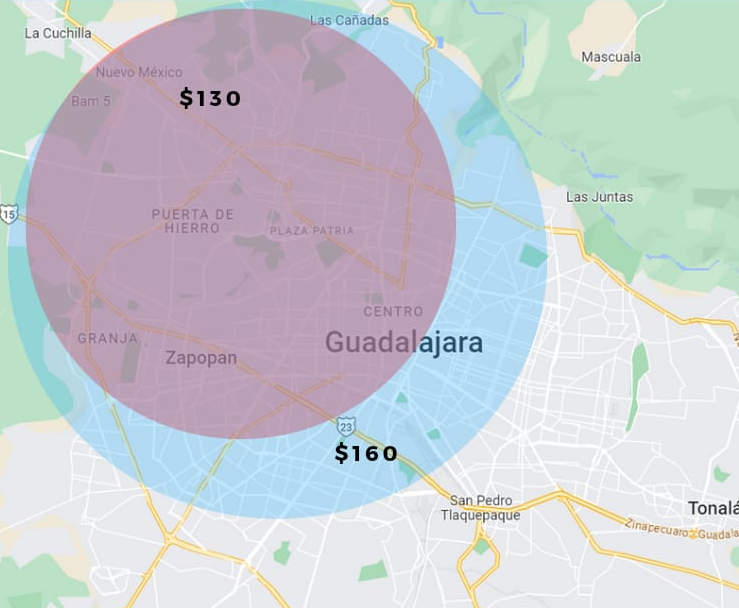 Las Cañadas
La Cuchilla
Mascuala
Nuevo México
$130
Bam 5
Las Juntas
15
PUERTA DE
HIERRO
PLAZA PATRIA
CENTRO
GRANJA
Guadalajara
Zapopan
23
$160
San Pedro
Tlaquepaque
Tonalá
Zinapecuaro-Guadala